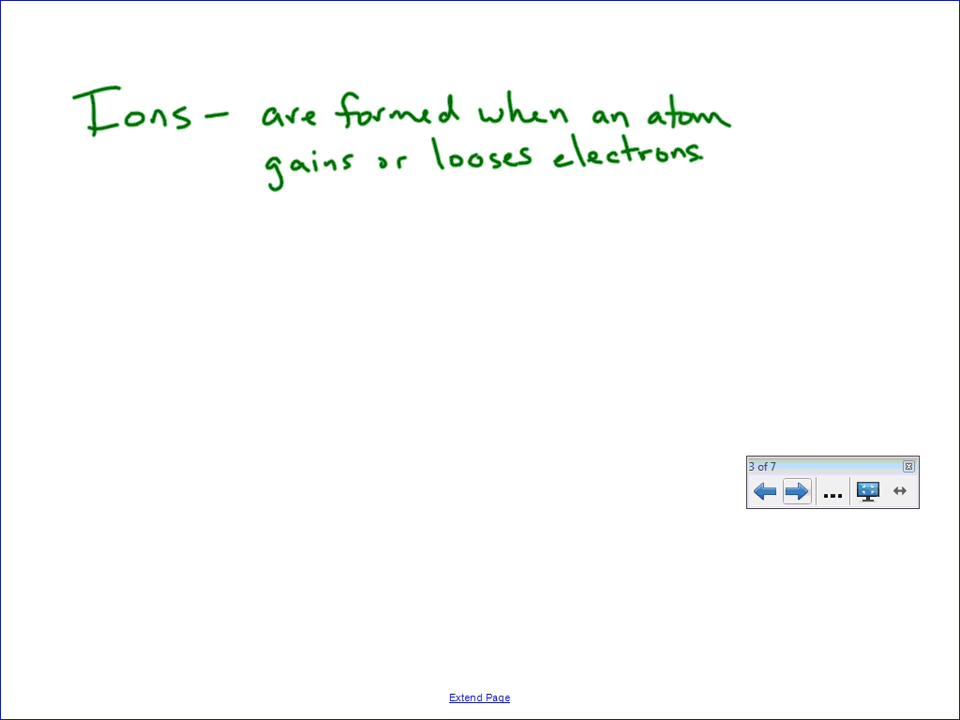 Ions - are formed when an atom
gains or looses electrons
3 of 7
...
Extend Page